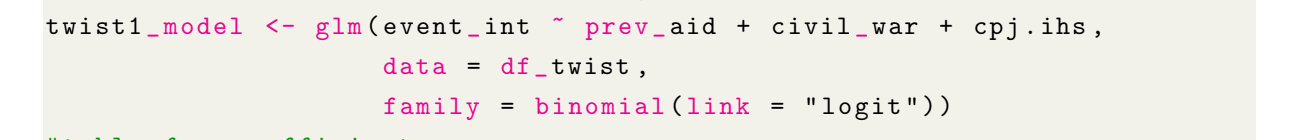 twist1_model <- glm(event_int ~ prev_aid + civil_war + cpj.ihs,
data = df_twist,
family = binomial(link = "logit"))